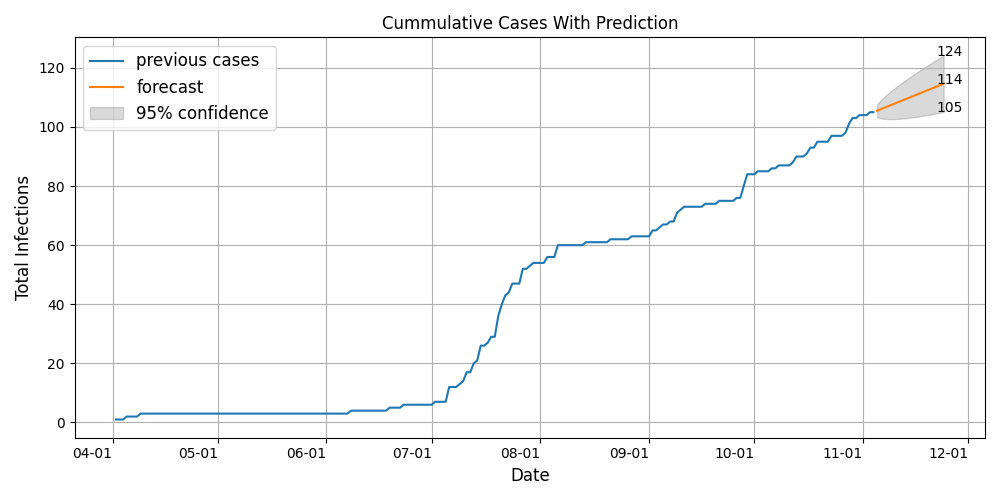 Cummulative Cases With Prediction
previous cases
forecast
95% confidence
124
114
105
Total Infections
120
100
80
60
40
20
0
04-01 05-01 06-01 07-01 08-01 09-01 10-01 11-01 12-01
Date